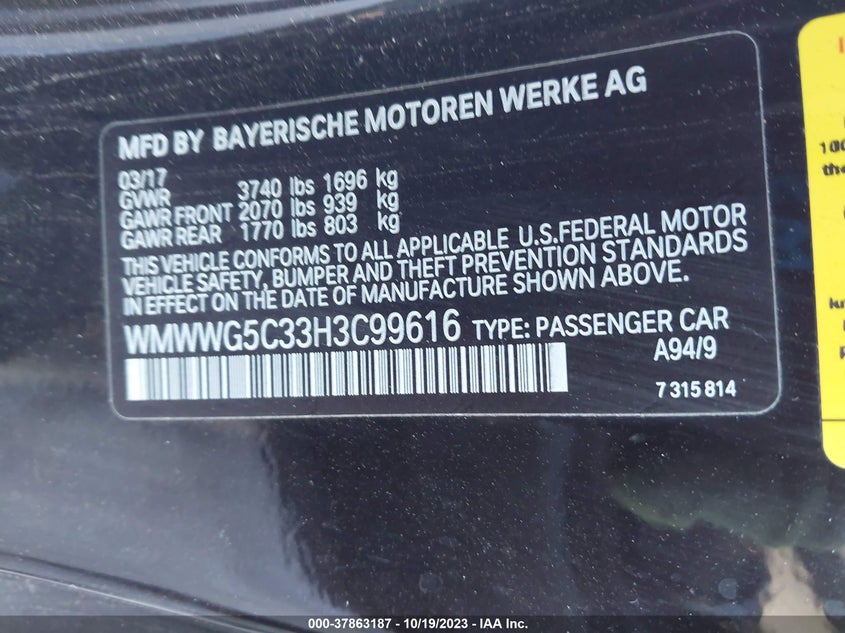 MFD BY BAYERISCHE MOTOREN WERKE AG
03/17
GVWR 3740 lbs 1696 kg
GAWR FRONT 2070 lbs 939 kg
GAWR REAR 1770 lbs 803 kg
THIS VEHICLE CONFORMS TO ALL APPLICABLE U.S.FEDERAL MOTOR
VEHICLE SAFETY, BUMPER AND THEFT PREVENTION STANDARDS
IN EFFECT ON THE DATE OF MANUFACTURE SHOWN ABOVE.
WMWWG5C33H3C99616 TYPE: PASSENGER CAR
A94/9
7 315 814
000-37863187 - 10/19/2023 - IAA Inc.